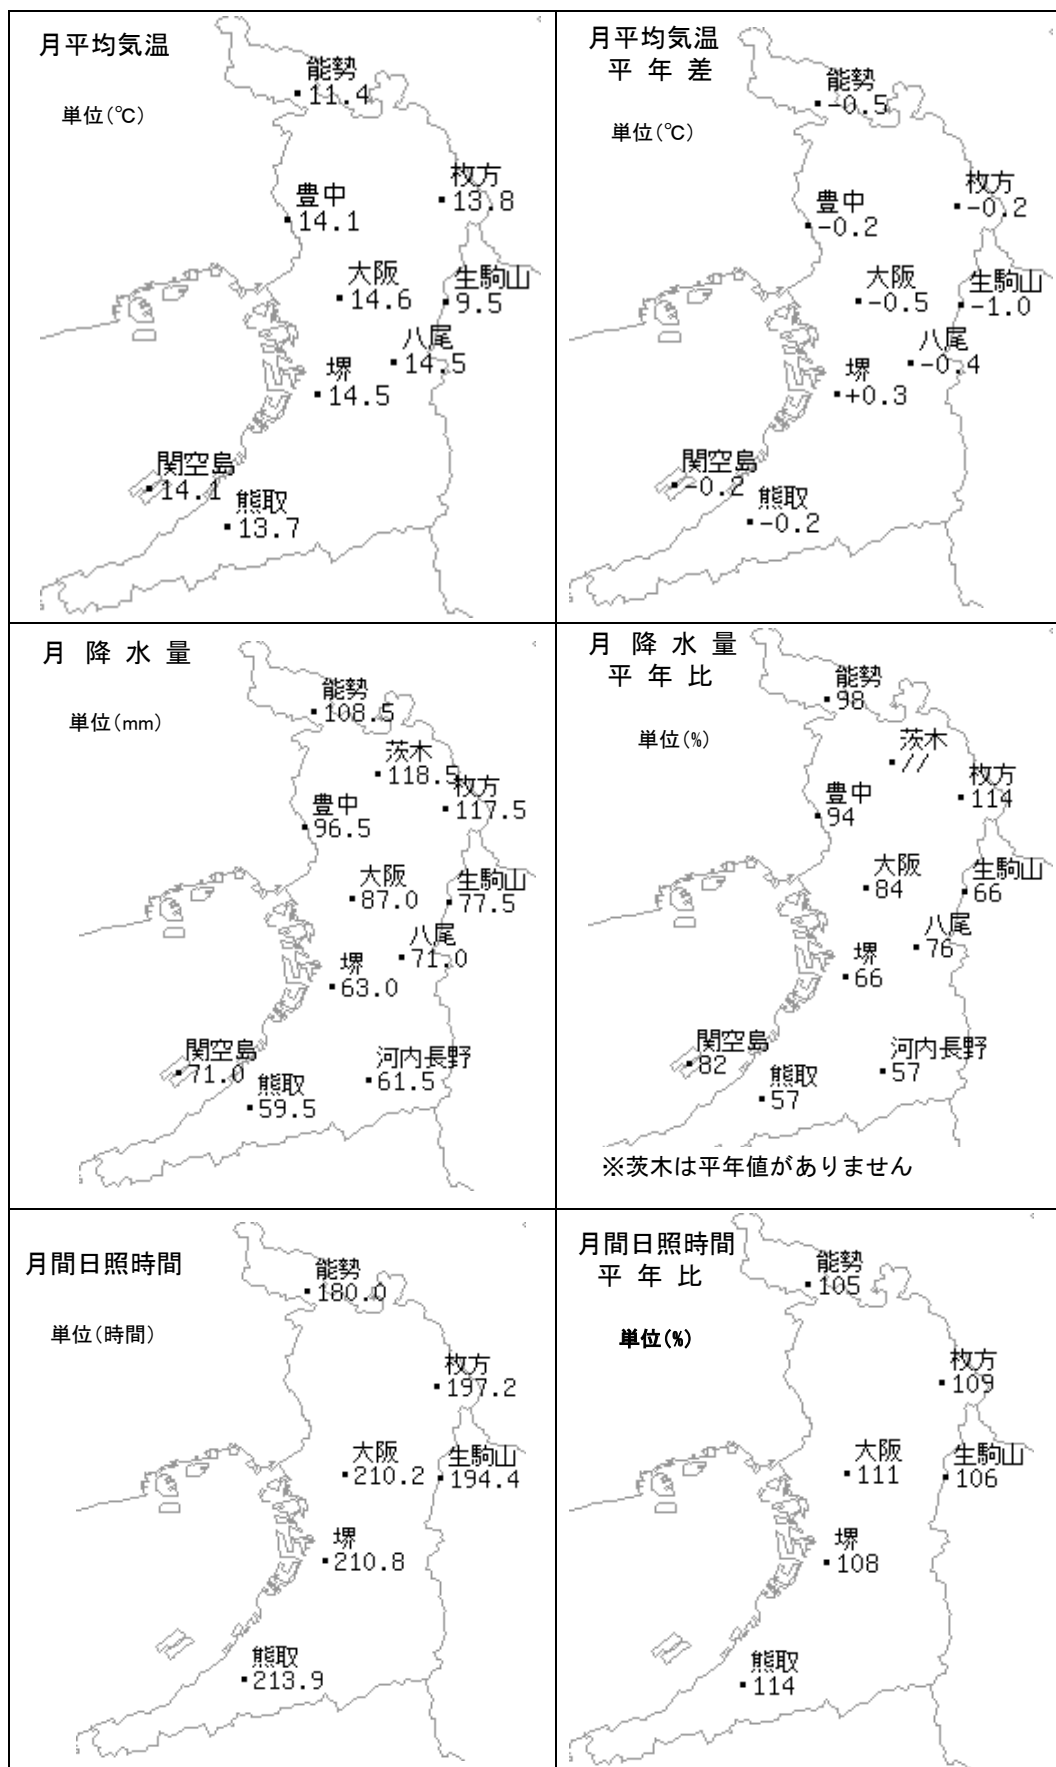 月平均気温
単位(℃)
能勢
11.4
枚方
13.8
豊中
14.1
大阪
14.6
生駒山
9.5
八尾
14.5
堺
14.5
関空島
14.1
熊取
13.7
月平均気温
平年差
単位(℃)
能勢
-0.5
枚方
-0.2
豊中
-0.2
大阪
-0.5
生駒山
-1.0
八尾
-0.4
堺
+0.3
関空島
-0.2
熊取
-0.2
月降水量
単位(mm)
能勢
108.5
茨木
118.5
枚方
117.5
豊中
96.5
大阪
87.0
生駒山
77.5
八尾
71.0
堺
63.0
関空島
71.0
河内長野
61.5
熊取
59.5
月降水量
平年比
単位(%)
能勢
98
茨木
//
枚方
114
豊中
94
大阪
84
生駒山
66
八尾
76
堺
66
関空島
82
河内長野
57
熊取
57
※茨木は平年値がありません
月間日照時間
単位(時間)
能勢
180.0
枚方
197.2
大阪
210.2
生駒山
194.4
堺
210.8
熊取
213.9
月間日照時間
平年比
単位(%)
能勢
105
枚方
109
大阪
111
生駒山
106
堺
108
熊取
114